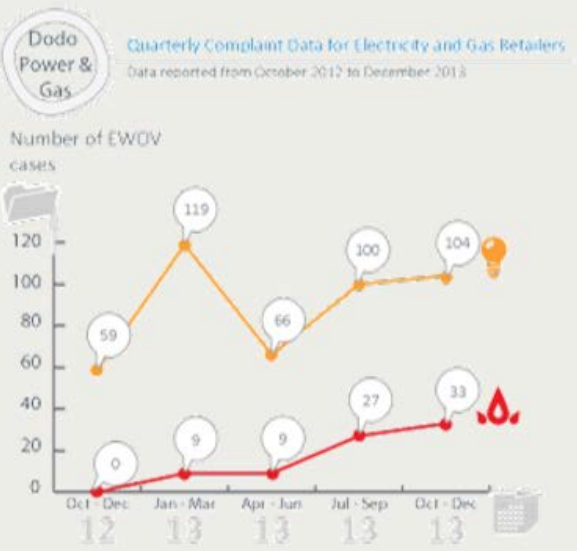 Dodo
Power &
Gas
Quarterly Complaint Data for Electricity and Gas Retailers
Data reported from October 2012 to December 2013
Number of EWOV
cases
120
100
80
60
40
20
0
59
119
66
100
104
0
9
9
27
33
Oct - Dec
Jan - Mar
Apr - Jun
Jul - Sep
Oct - Dec
12
13
13
13
13